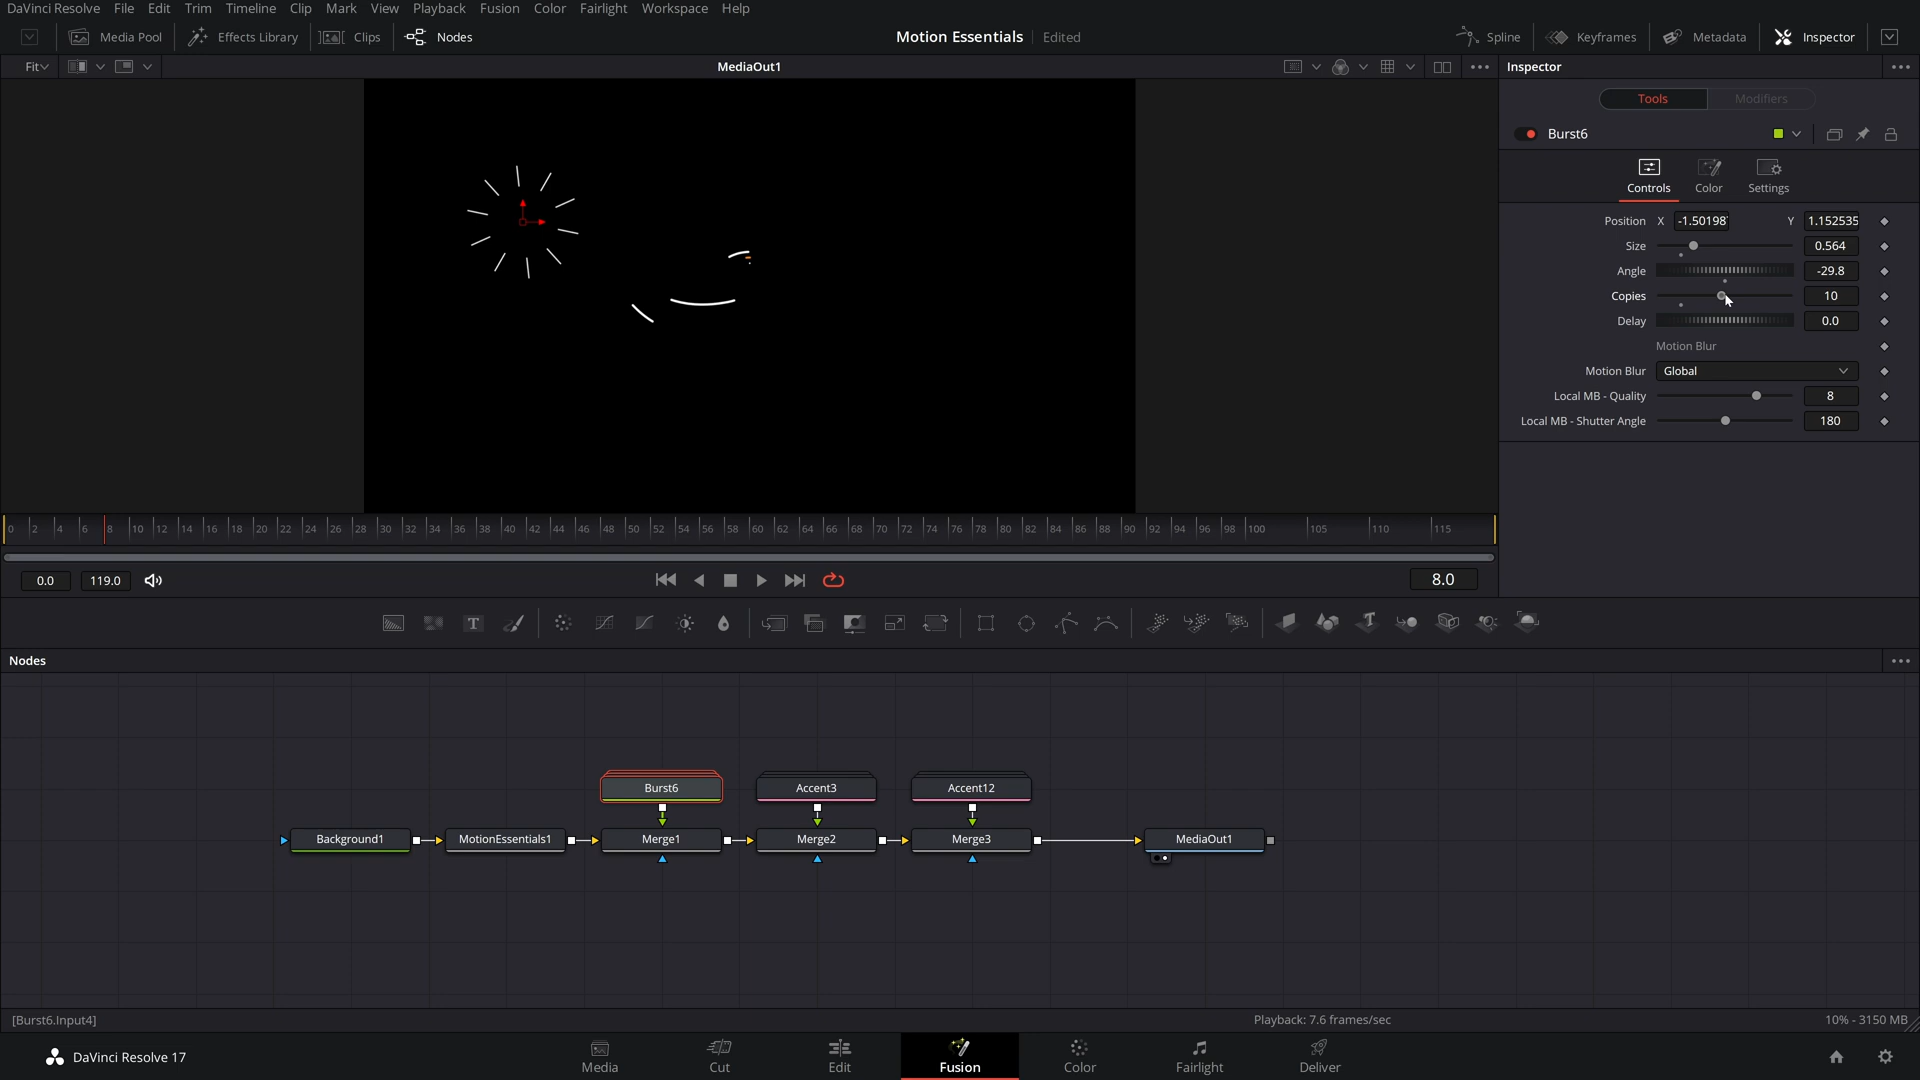 DaVinci Resolve File Edit Trim Timeline Clip Mark View Playback Fusion Color Fairlight Workspace Help
Media Pool Effects Library Clips Nodes Motion Essentials Edited Spline Keyframes Metadata Inspector
Fit MediaOut1 Inspector
Tools Modifiers
Burst6
Controls Color Settings
Position X -1.50198 Y 1.152535
Size 0.564
Angle -29.8
Copies 10
Delay 0.0
Motion Blur
Motion Blur Global
Local MB - Quality 8
Local MB - Shutter Angle 180
0 2 4 6 8 10 12 14 16 18 20 22 24 26 28 30 32 34 36 38 40 42 44 46 48 50 52 54 56 58 60 62 64 66 68 70 72 74 76 78 80 82 84 86 88 90 92 94 96 98 100 105 110 115
0.0 119.0 8.0
T T
Nodes
Burst6 Accent3 Accent12
Background1 MotionEssentials1 Merge1 Merge2 Merge3 MediaOut1
[Burst6.Input4] Playback: 7.6 frames/sec 10% - 3150 MB
DaVinci Resolve 17 Media Cut Edit Fusion Color Fairlight Deliver